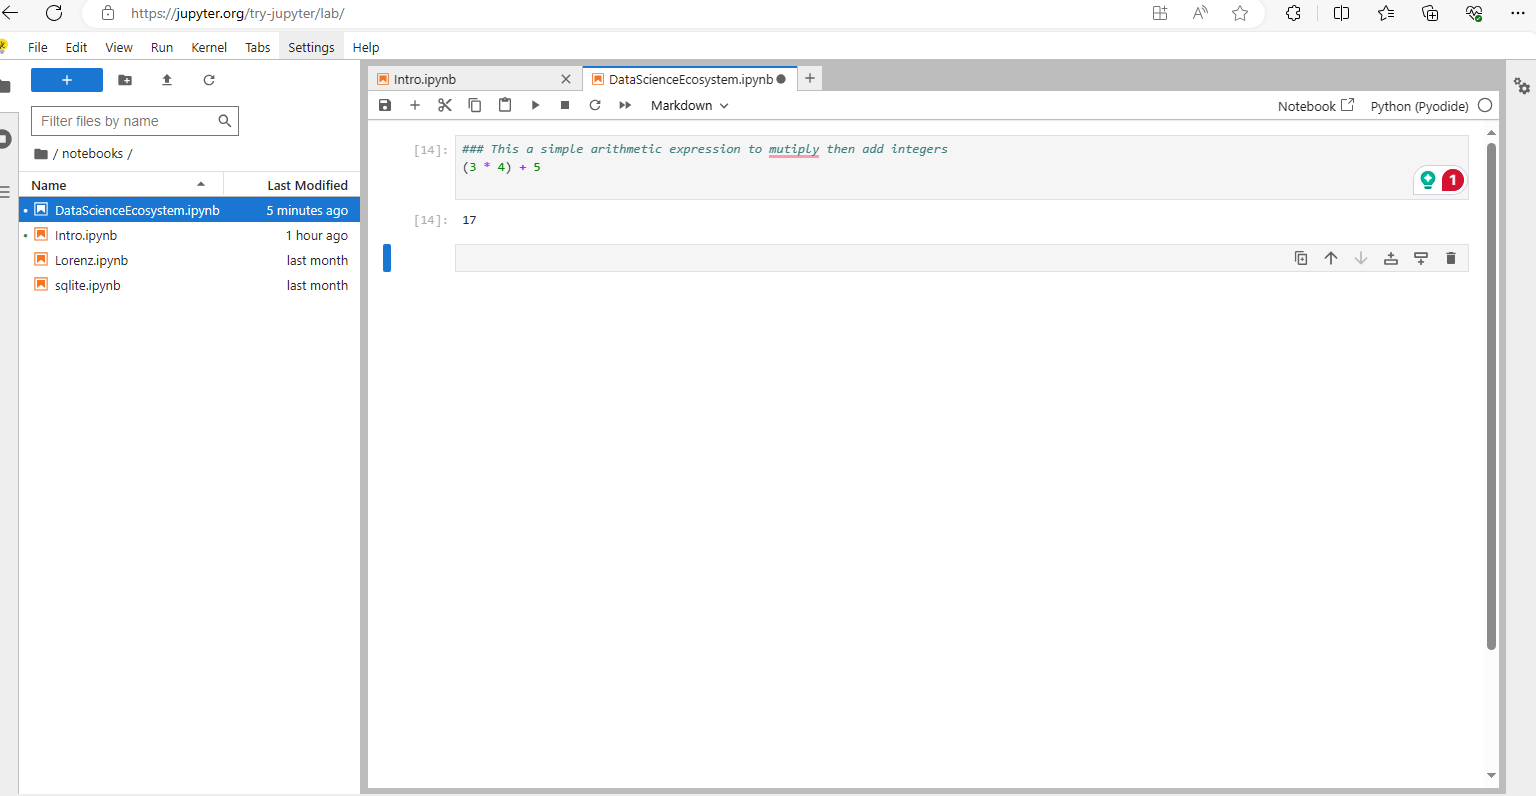 https://jupyter.org/try-jupyter/lab/
File Edit View Run Kernel Tabs Settings Help
Intro.ipynb DataScienceEcosystem.ipynb
Markdown Notebook Python (Pyodide)
Filter files by name
/ notebooks /
Name Last Modified
DataScienceEcosystem.ipynb 5 minutes ago
Intro.ipynb 1 hour ago
Lorenz.ipynb last month
sqlite.ipynb last month
[14]: ### This a simple arithmetic expression to mutiply then add integers
(3 * 4) + 5
1
[14]: 17